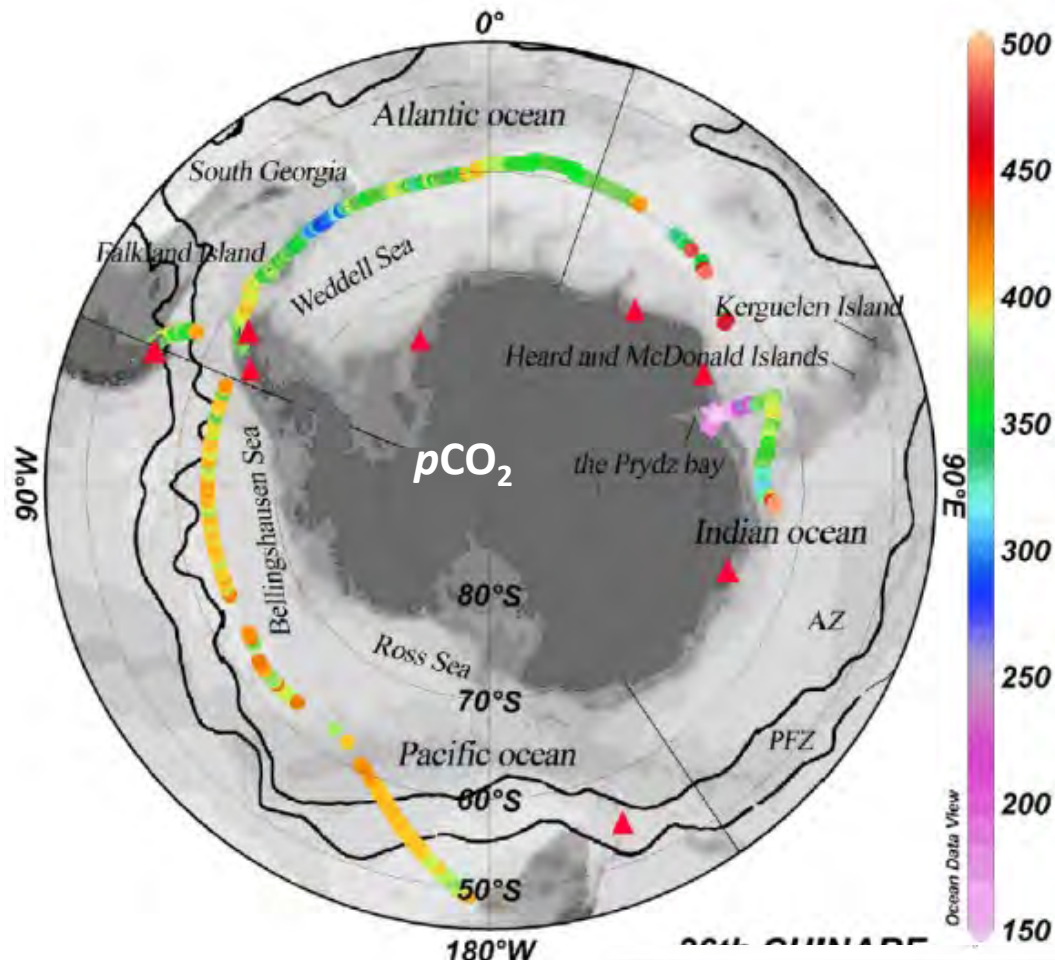 0°
500
Atlantic ocean
South Georgia
450
Falkland Island
Weddell Sea
400
Kerguelen Island
Heard and McDonald Islands
350
90°W
pCO₂
the Prydz bay
90°E
Bellingshausen Sea
Indian ocean
300
80°S
AZ
Ross Sea
250
70°S
PFZ
Pacific ocean
60°S
200
50°S
Ocean Data View
150
180°W